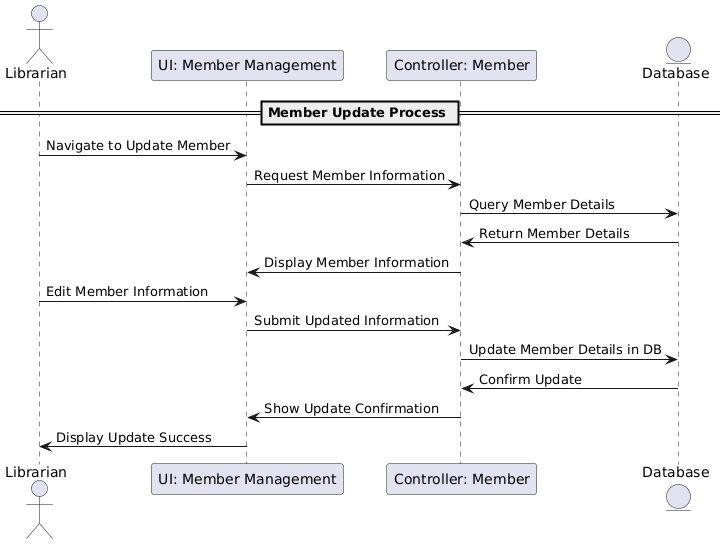 Librarian
UI: Member Management
Controller: Member
Database
Member Update Process
Navigate to Update Member
Request Member Information
Query Member Details
Return Member Details
Display Member Information
Edit Member Information
Submit Updated Information
Update Member Details in DB
Confirm Update
Show Update Confirmation
Display Update Success
Librarian
UI: Member Management
Controller: Member
Database